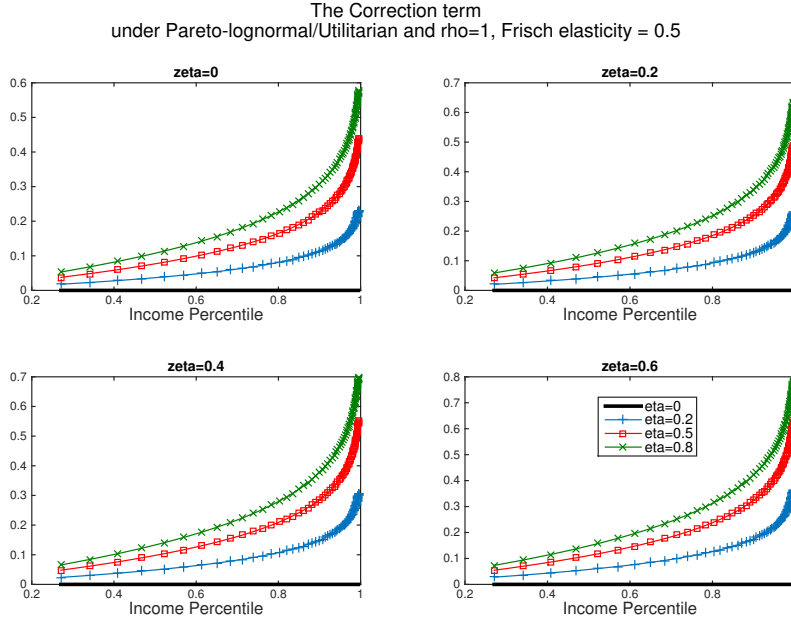 The Correction term
under Pareto-lognormal/Utilitarian and rho=1, Frisch elasticity = 0.5
zeta=0
0.6
0.5
0.4
0.3
0.2
0.1
0
0.2 0.4 0.6 0.8 1
Income Percentile
zeta=0.2
0.7
0.6
0.5
0.4
0.3
0.2
0.1
0
0.2 0.4 0.6 0.8
Income Percentile
zeta=0.4
0.7
0.6
0.5
0.4
0.3
0.2
0.1
0
0.2 0.4 0.6 0.8 1
Income Percentile
zeta=0.6
0.8
0.7
0.6
0.5
0.4
0.3
0.2
0.1
0
eta=0
eta=0.2
eta=0.5
eta=0.8
0.2 0.4 0.6 0.8
Income Percentile